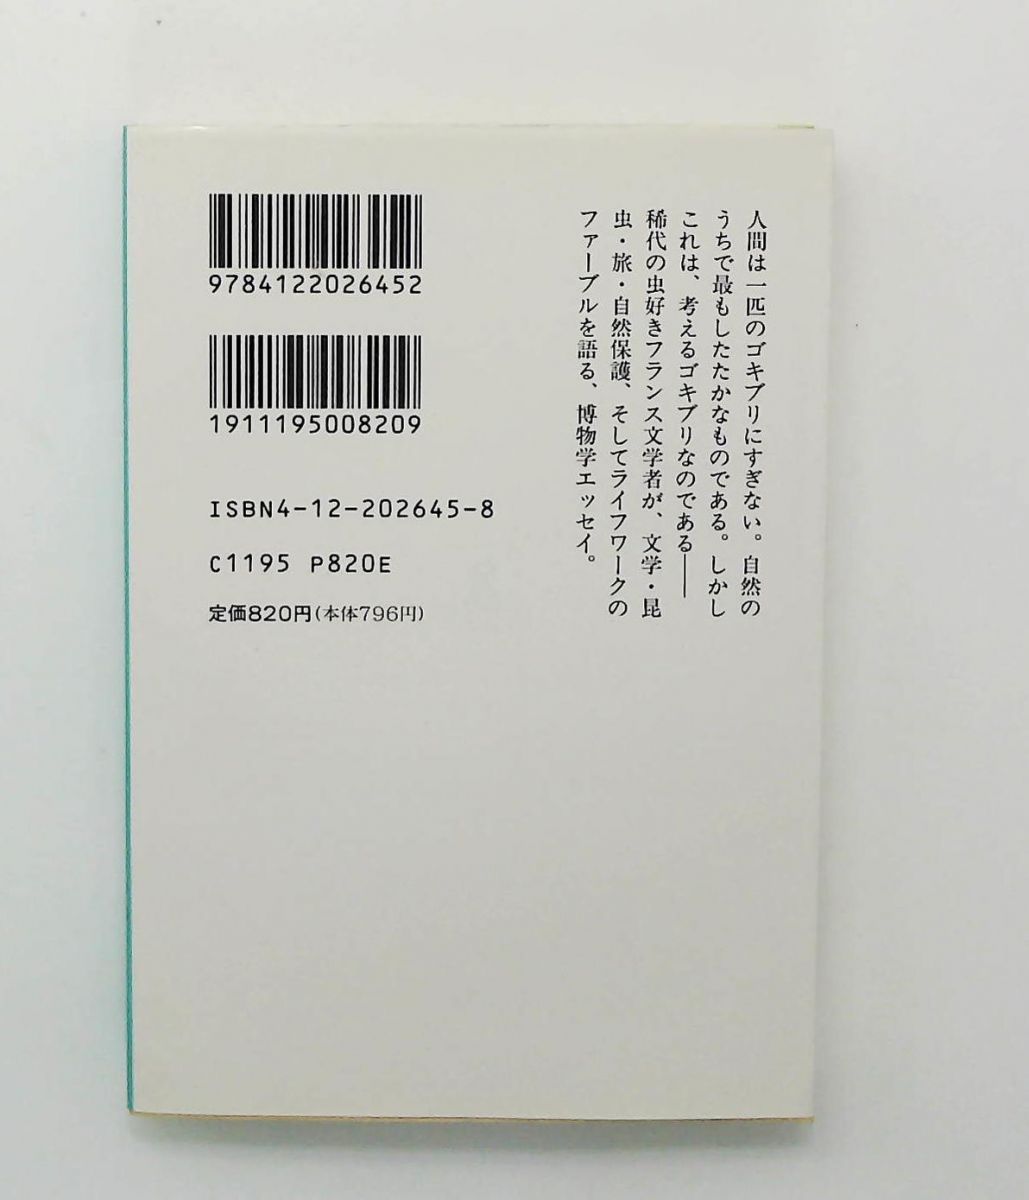 人間は一匹のゴキブリにすぎない。自然の
うちで最もしたたかなものである。しかし
これは、考えるゴキブリなのである――
稀代の虫好きフランス文学者が、文学・昆
虫・旅・自然保護、そしてライフワークの
ファーブルを語る、博物学エッセイ。
9784122026452
1911195008209
ISBN4-12-202645-8
C1195 P820E
定価820円(本体796円)